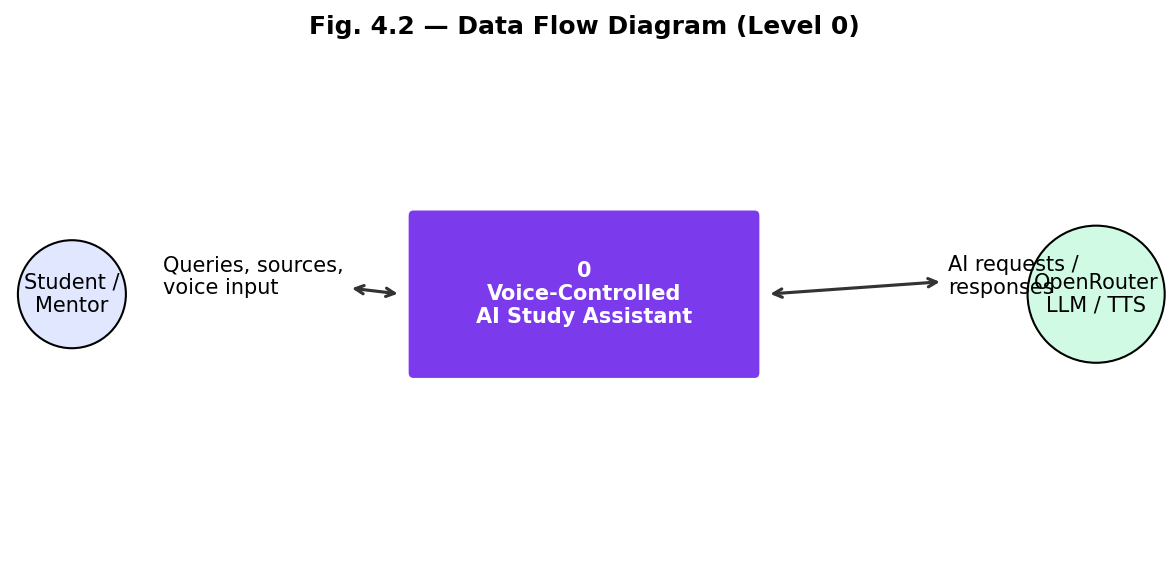 Fig. 4.2 — Data Flow Diagram (Level 0)
Student /
Mentor
Queries, sources,
voice input
0
Voice-Controlled
AI Study Assistant
AI requests /
responses
OpenRouter
LLM / TTS